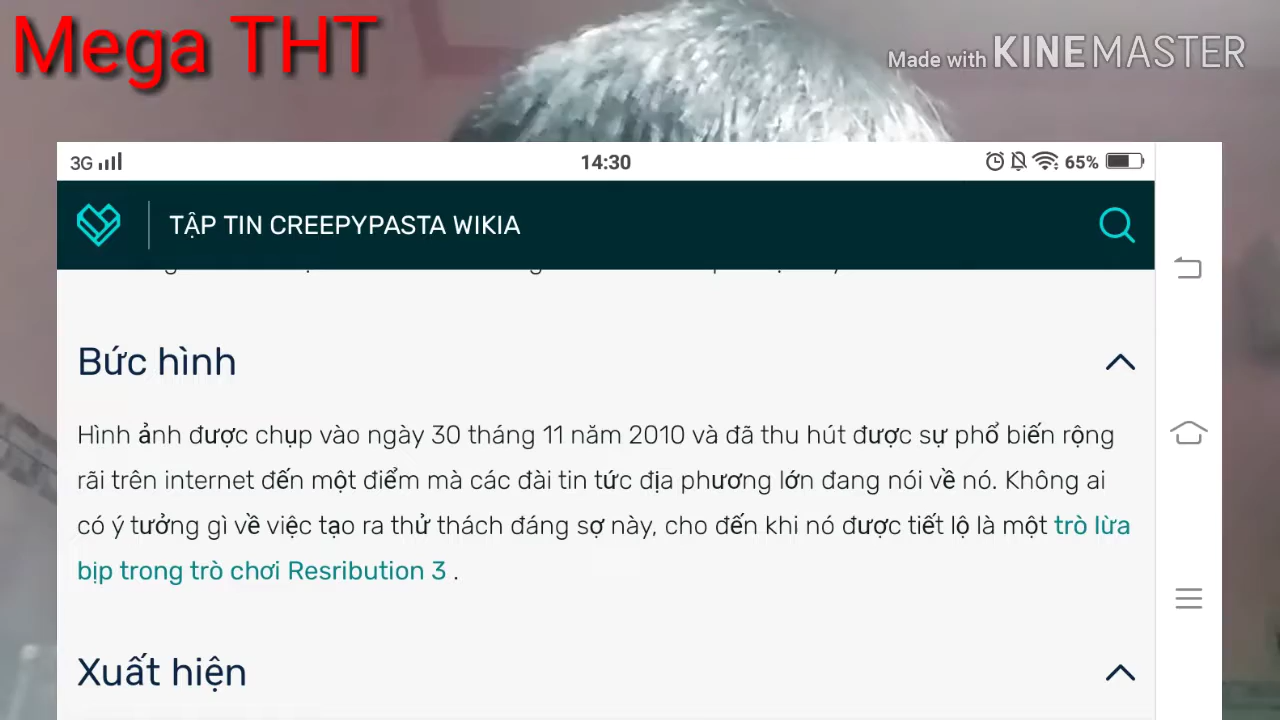 Mega THT
Made with KINEMASTER
3G 14:30 65%
TẬP TIN CREEPYPASTA WIKIA
Bức hình
Hình ảnh được chụp vào ngày 30 tháng 11 năm 2010 và đã thu hút được sự phổ biến rộng
rãi trên internet đến một điểm mà các đài tin tức địa phương lớn đang nói về nó. Không ai
có ý tưởng gì về việc tạo ra thử thách đáng sợ này, cho đến khi nó được tiết lộ là một trò lừa
bịp trong trò chơi Resribution 3 .
Xuất hiện